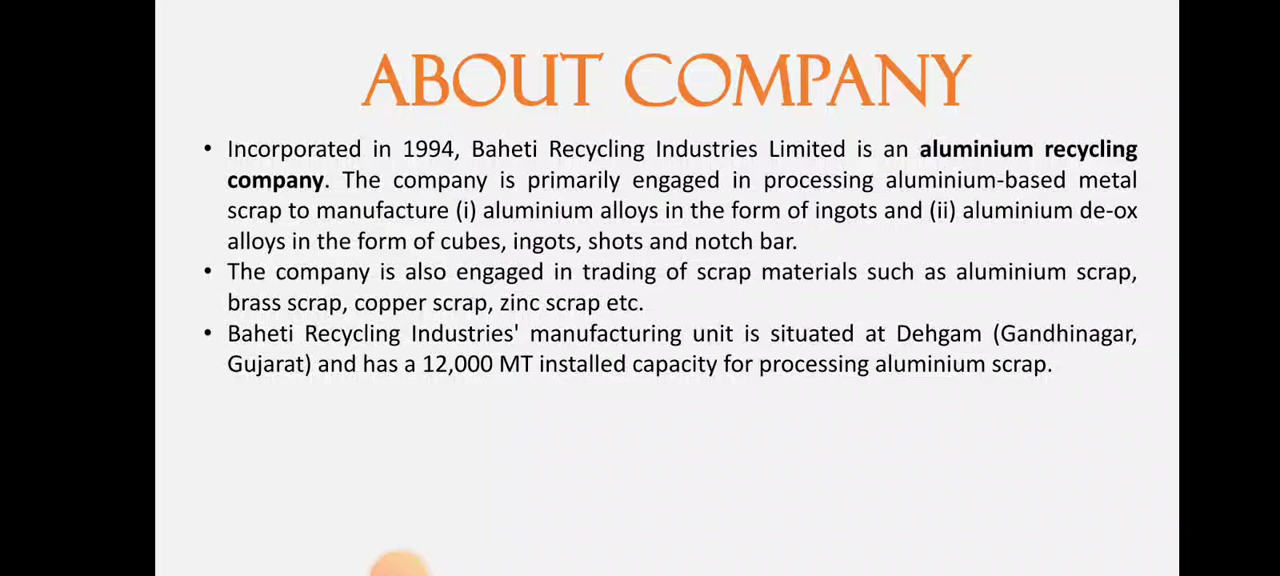 ABOUT COMPANY
• Incorporated in 1994, Baheti Recycling Industries Limited is an aluminium recycling
company. The company is primarily engaged in processing aluminium-based metal
scrap to manufacture (i) aluminium alloys in the form of ingots and (ii) aluminium de-ox
alloys in the form of cubes, ingots, shots and notch bar.
• The company is also engaged in trading of scrap materials such as aluminium scrap,
brass scrap, copper scrap, zinc scrap etc.
• Baheti Recycling Industries' manufacturing unit is situated at Dehgam (Gandhinagar,
Gujarat) and has a 12,000 MT installed capacity for processing aluminium scrap.